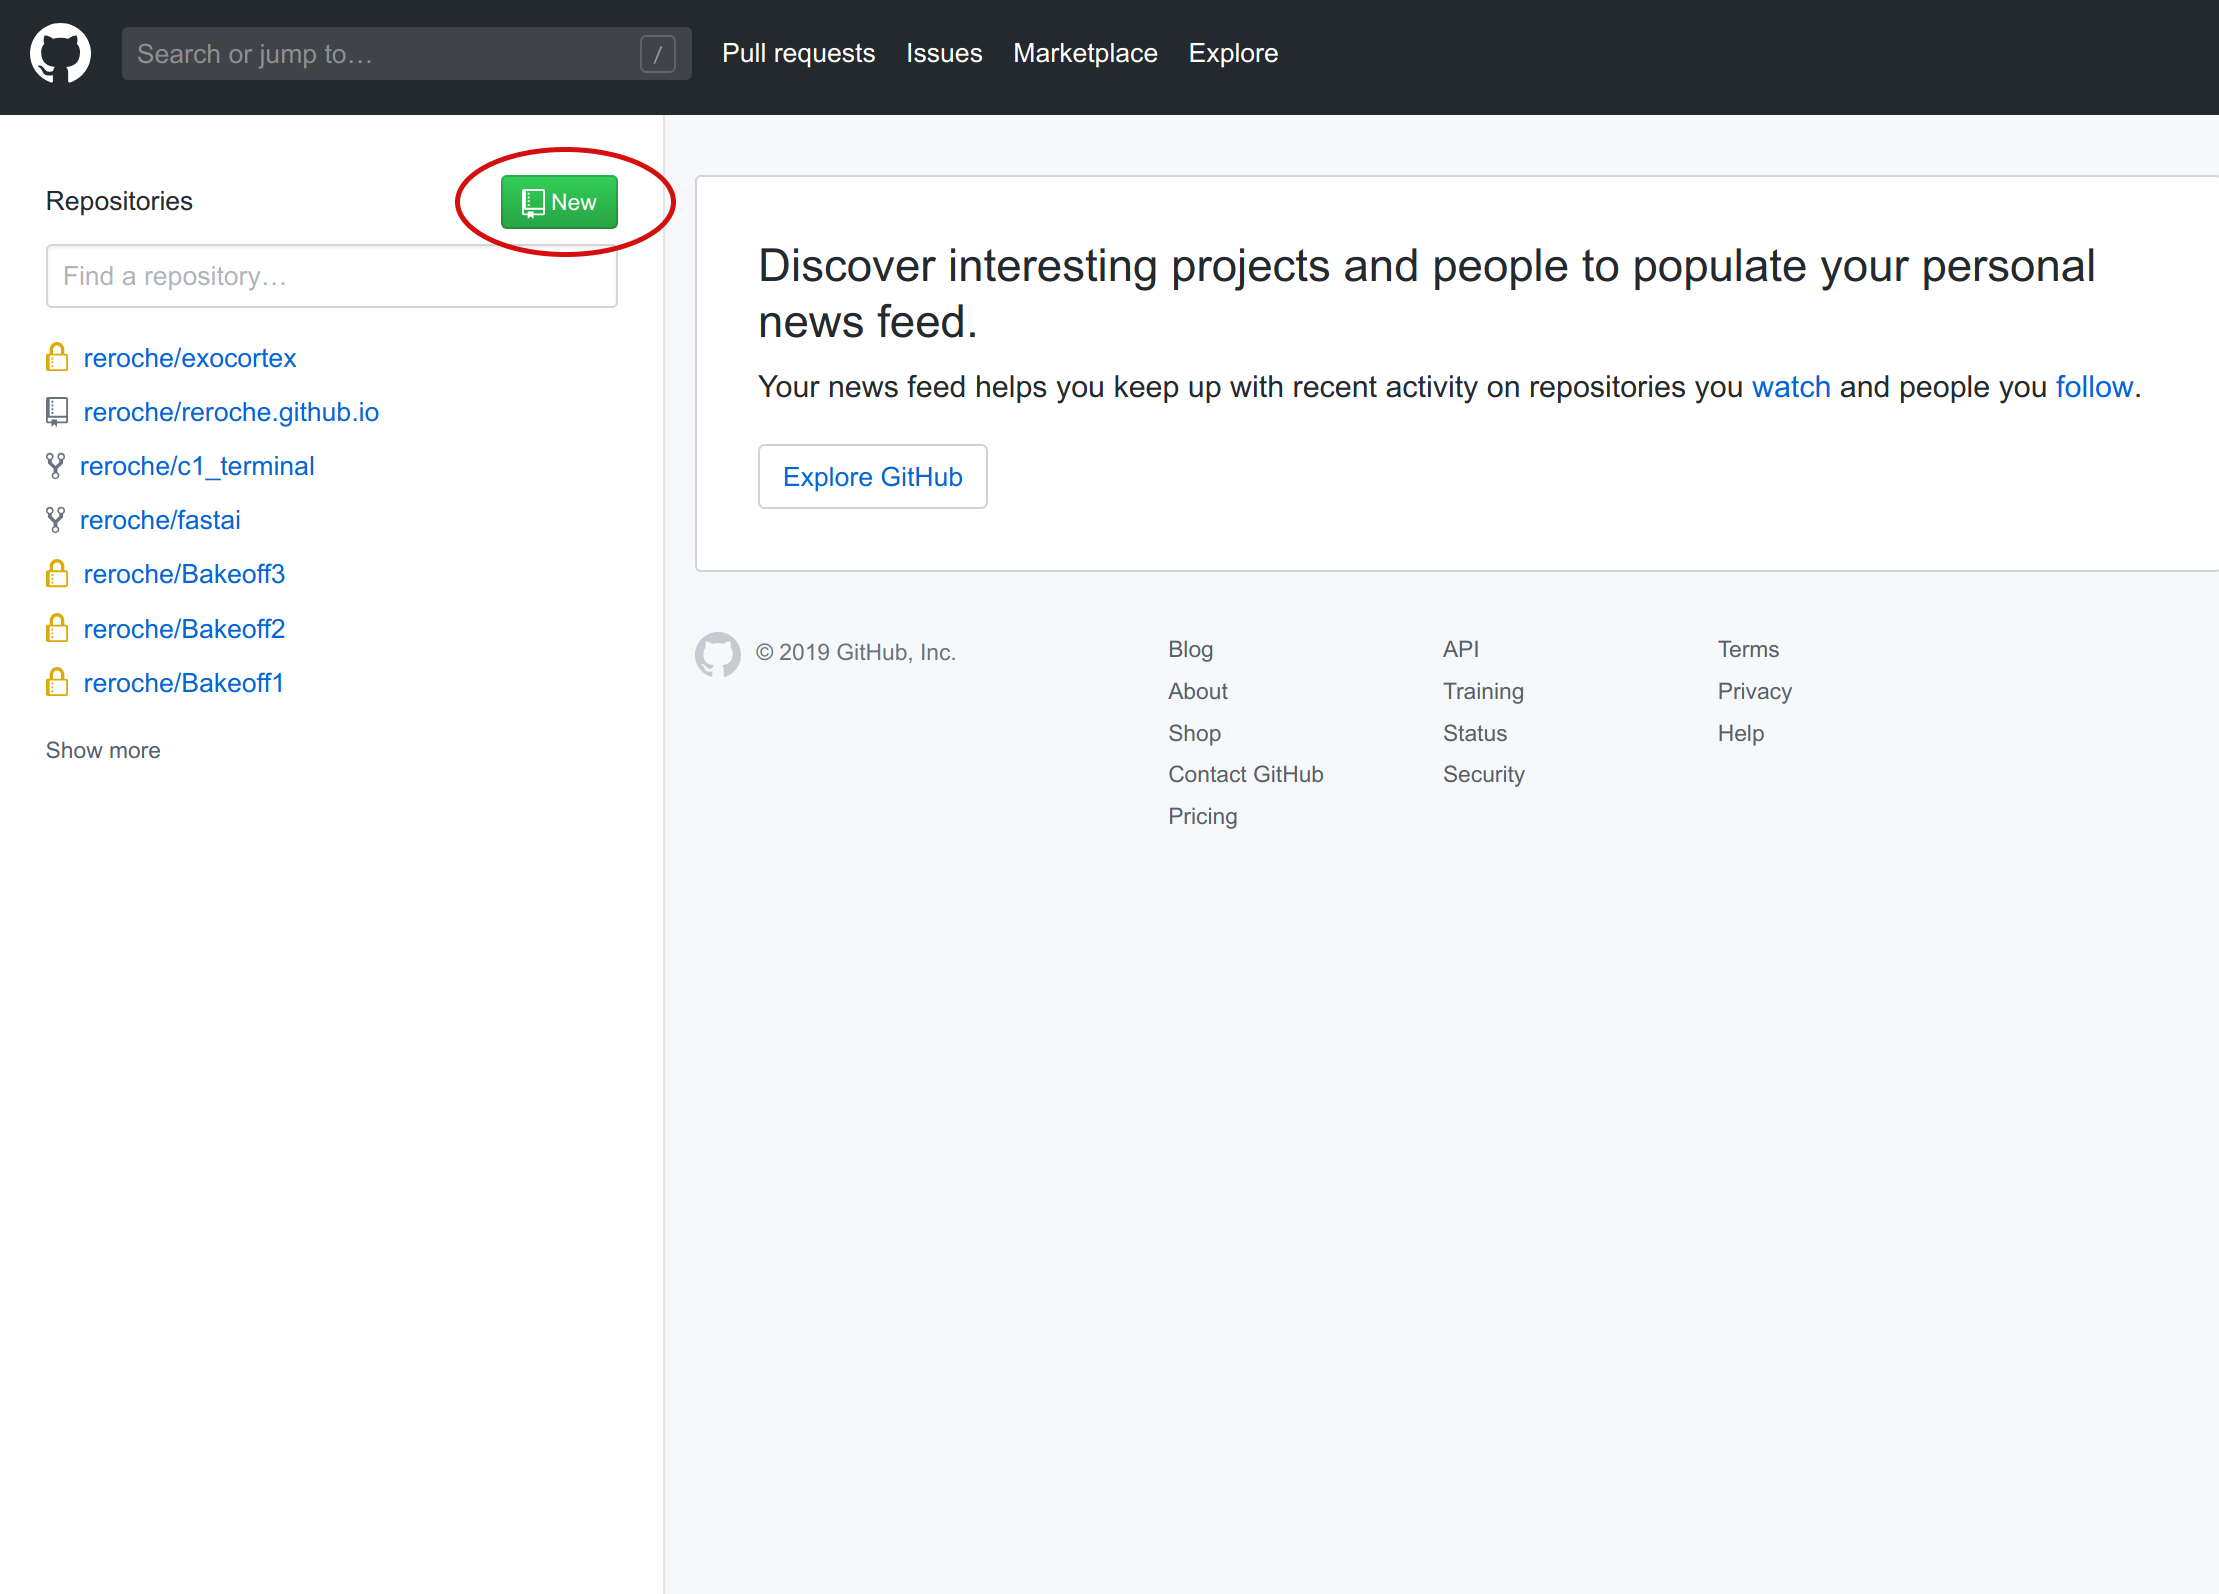 Search or jump to… /
Pull requests Issues Marketplace Explore
Repositories
New
Find a repository…
reroche/exocortex
reroche/reroche.github.io
reroche/c1_terminal
reroche/fastai
reroche/Bakeoff3
reroche/Bakeoff2
reroche/Bakeoff1
Show more
Discover interesting projects and people to populate your personal
news feed.
Your news feed helps you keep up with recent activity on repositories you watch and people you follow.
Explore GitHub
© 2019 GitHub, Inc.
Blog
About
Shop
Contact GitHub
Pricing
API
Training
Status
Security
Terms
Privacy
Help